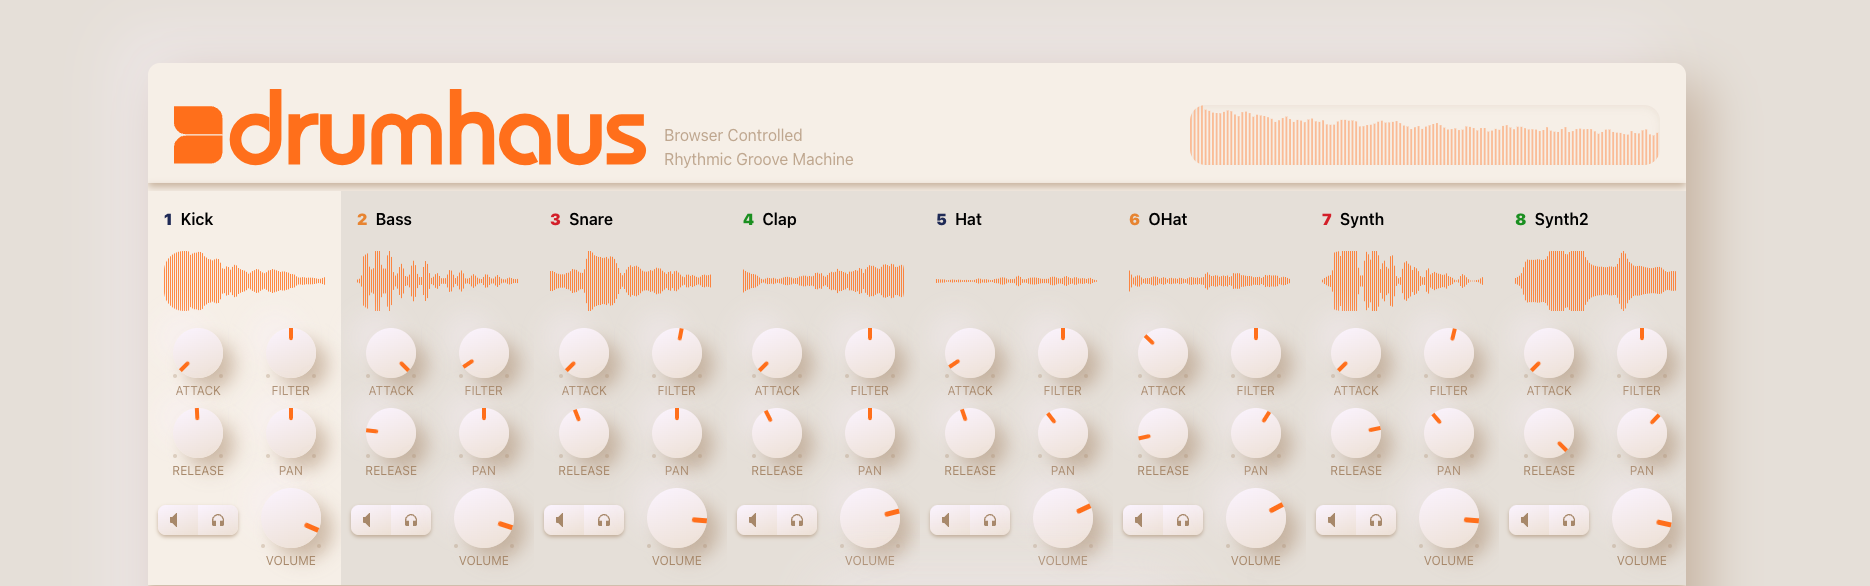 drumhaus
Browser Controlled
Rhythmic Groove Machine
1 Kick
2 Bass
3 Snare
4 Clap
5 Hat
6 OHat
7 Synth
8 Synth2
ATTACK FILTER ATTACK FILTER ATTACK FILTER ATTACK FILTER ATTACK FILTER ATTACK FILTER ATTACK FILTER ATTACK FILTER
RELEASE PAN RELEASE PAN RELEASE PAN RELEASE PAN RELEASE PAN RELEASE PAN RELEASE PAN RELEASE PAN
VOLUME VOLUME VOLUME VOLUME VOLUME VOLUME VOLUME VOLUME